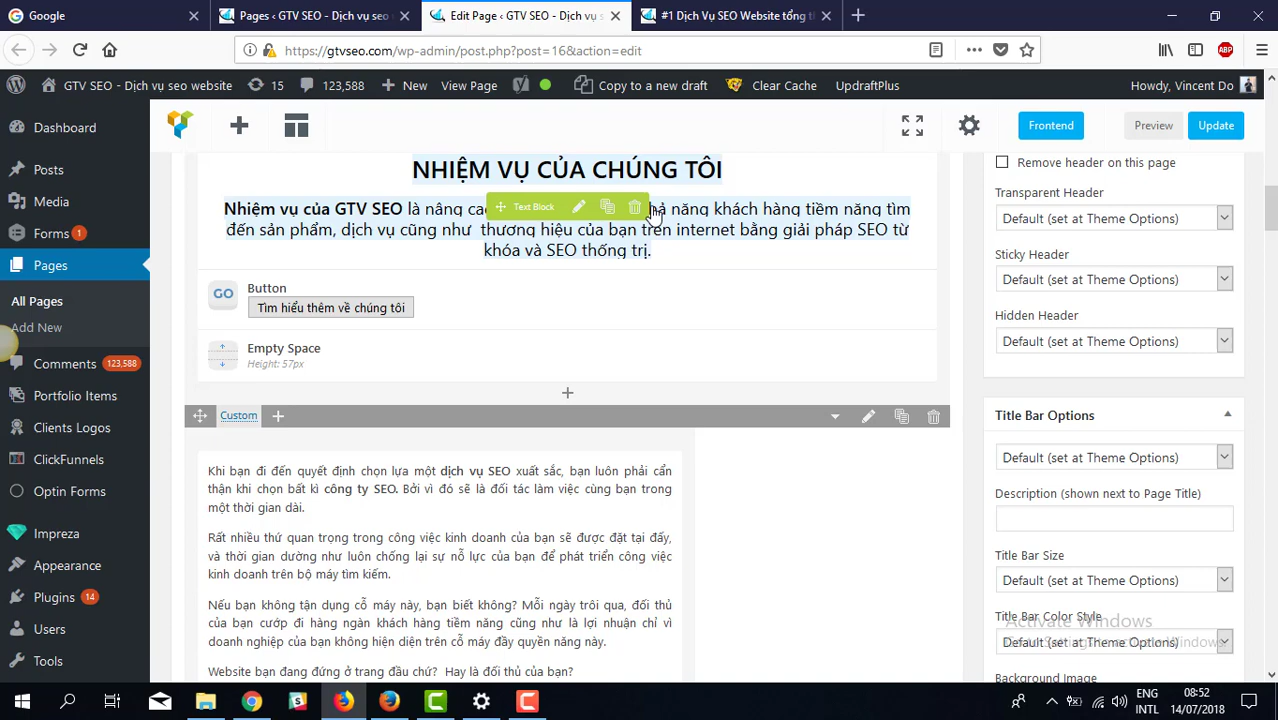 Google
Pages ‹ GTV SEO - Dịch vụ seo
Edit Page ‹ GTV SEO - Dịch vụ s
#1 Dịch Vụ SEO Website tổng t
https://gtvseo.com/wp-admin/post.php?post=16&action=edit
ABP
GTV SEO - Dịch vụ seo website
15
123,588
New
View Page
Copy to a new draft
Clear Cache
UpdraftPlus
Howdy, Vincent Do
Dashboard
Posts
Media
Forms 1
Pages
All Pages
Add New
Comments 123,588
Portfolio Items
Clients Logos
ClickFunnels
Optin Forms
Impreza
Appearance
Plugins 14
Users
Tools
Frontend
Preview
Update
NHIỆM VỤ CỦA CHÚNG TÔI
Nhiệm vụ của GTV SEO là nâng cao
Text Block
năng khách hàng tiềm năng tìm
đến sản phẩm, dịch vụ cũng như thương hiệu của bạn trên internet bằng giải pháp SEO từ
khóa và SEO thống trị.
GO
Button
Tìm hiểu thêm về chúng tôi
Empty Space
Height: 57px
Custom
Khi bạn đi đến quyết định chọn lựa một dịch vụ SEO xuất sắc, bạn luôn phải cẩn
thận khi chọn bất kì công ty SEO. Bởi vì đó sẽ là đối tác làm việc cùng bạn trong
một thời gian dài.
Rất nhiều thứ quan trọng trong công việc kinh doanh của bạn sẽ được đặt tại đấy,
và thời gian dường như luôn chống lại sự nỗ lực của bạn để phát triển công việc
kinh doanh trên bộ máy tìm kiếm.
Nếu bạn không tận dụng cỗ máy này, bạn biết không? Mỗi ngày trôi qua, đối thủ
của bạn cướp đi hàng ngàn khách hàng tiềm năng cũng như là lợi nhuận chỉ vì
doanh nghiệp của bạn không hiện diện trên cỗ máy đầy quyền năng này.
Website bạn đang đứng ở trang đầu chứ? Hay là đối thủ của bạn?
Remove header on this page
Transparent Header
Default (set at Theme Options)
Sticky Header
Default (set at Theme Options)
Hidden Header
Default (set at Theme Options)
Title Bar Options
Default (set at Theme Options)
Description (shown next to Page Title)
Title Bar Size
Default (set at Theme Options)
Title Bar Color Style
Activate Windows
Default (set at Theme Options)
Background Image
ENG
INTL
08:52
14/07/2018